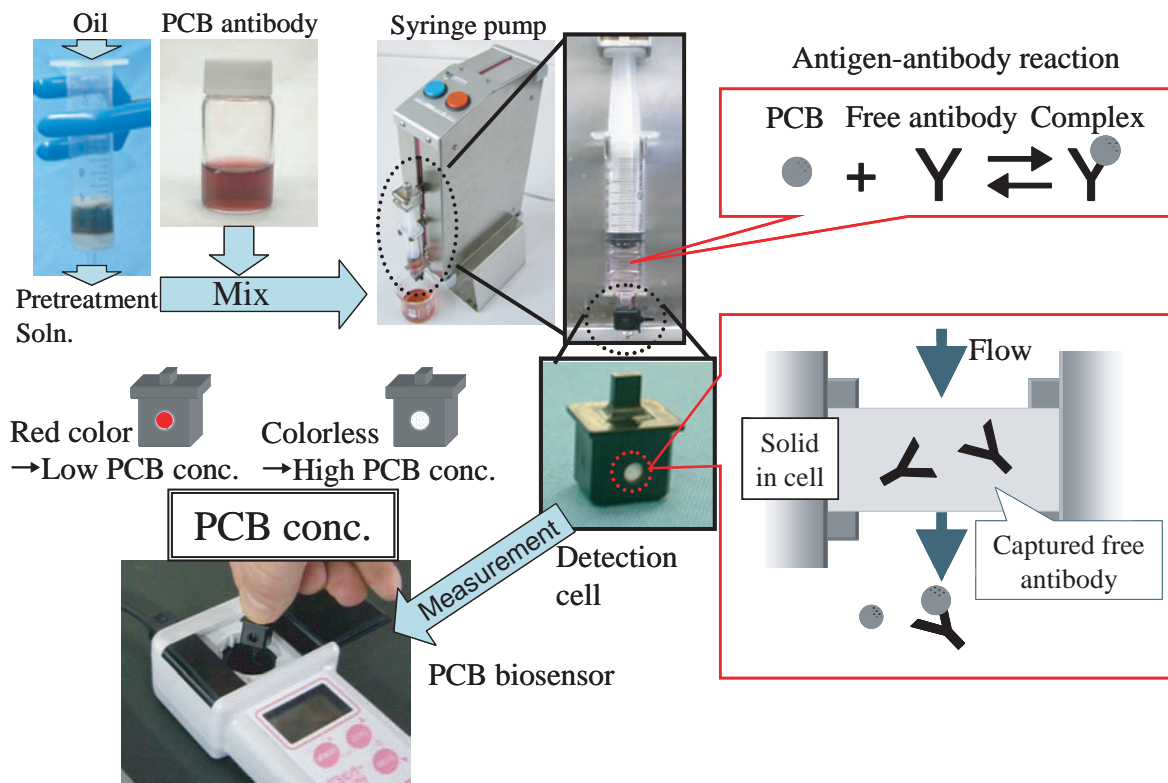 Oil
PCB antibody
Syringe pump
Antigen-antibody reaction
PCB
Free antibody
Complex
+
Pretreatment
Soln.
Mix
Flow
Solid
in cell
Captured free
antibody
Red color
→Low PCB conc.
Colorless
→High PCB conc.
PCB conc.
Measurement
Detection
cell
PCB biosensor